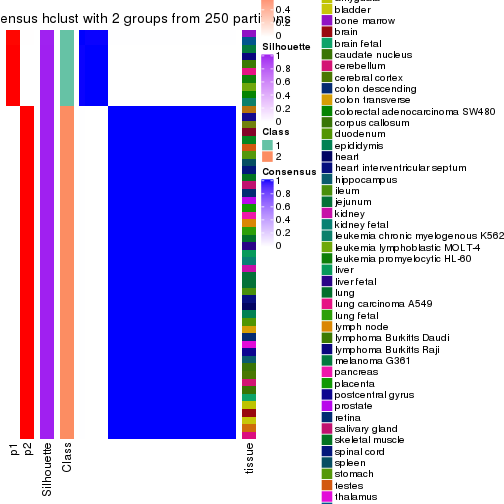 ensus hclust with 2 groups from 250 partitions
0.4
0.2
0
Silhouette
1
0.8
0.6
0.4
0.2
0
Class
1
2
Consensus
1
0.8
0.6
0.4
0.2
0
bladder
bone marrow
brain
brain fetal
caudate nucleus
cerebellum
cerebral cortex
colon descending
colon transverse
colorectal adenocarcinoma SW480
corpus callosum
duodenum
epididymis
heart
heart interventricular septum
hippocampus
ileum
jejunum
kidney
kidney fetal
leukemia chronic myelogenous K562
leukemia lymphoblastic MOLT-4
leukemia promyelocytic HL-60
liver
liver fetal
lung
lung carcinoma A549
lung fetal
lymph node
lymphoma Burkitts Daudi
lymphoma Burkitts Raji
melanoma G361
pancreas
placenta
postcentral gyrus
prostate
retina
salivary gland
skeletal muscle
spinal cord
spleen
stomach
testes
thalamus
p1
p2
Silhouette
Class
tissue